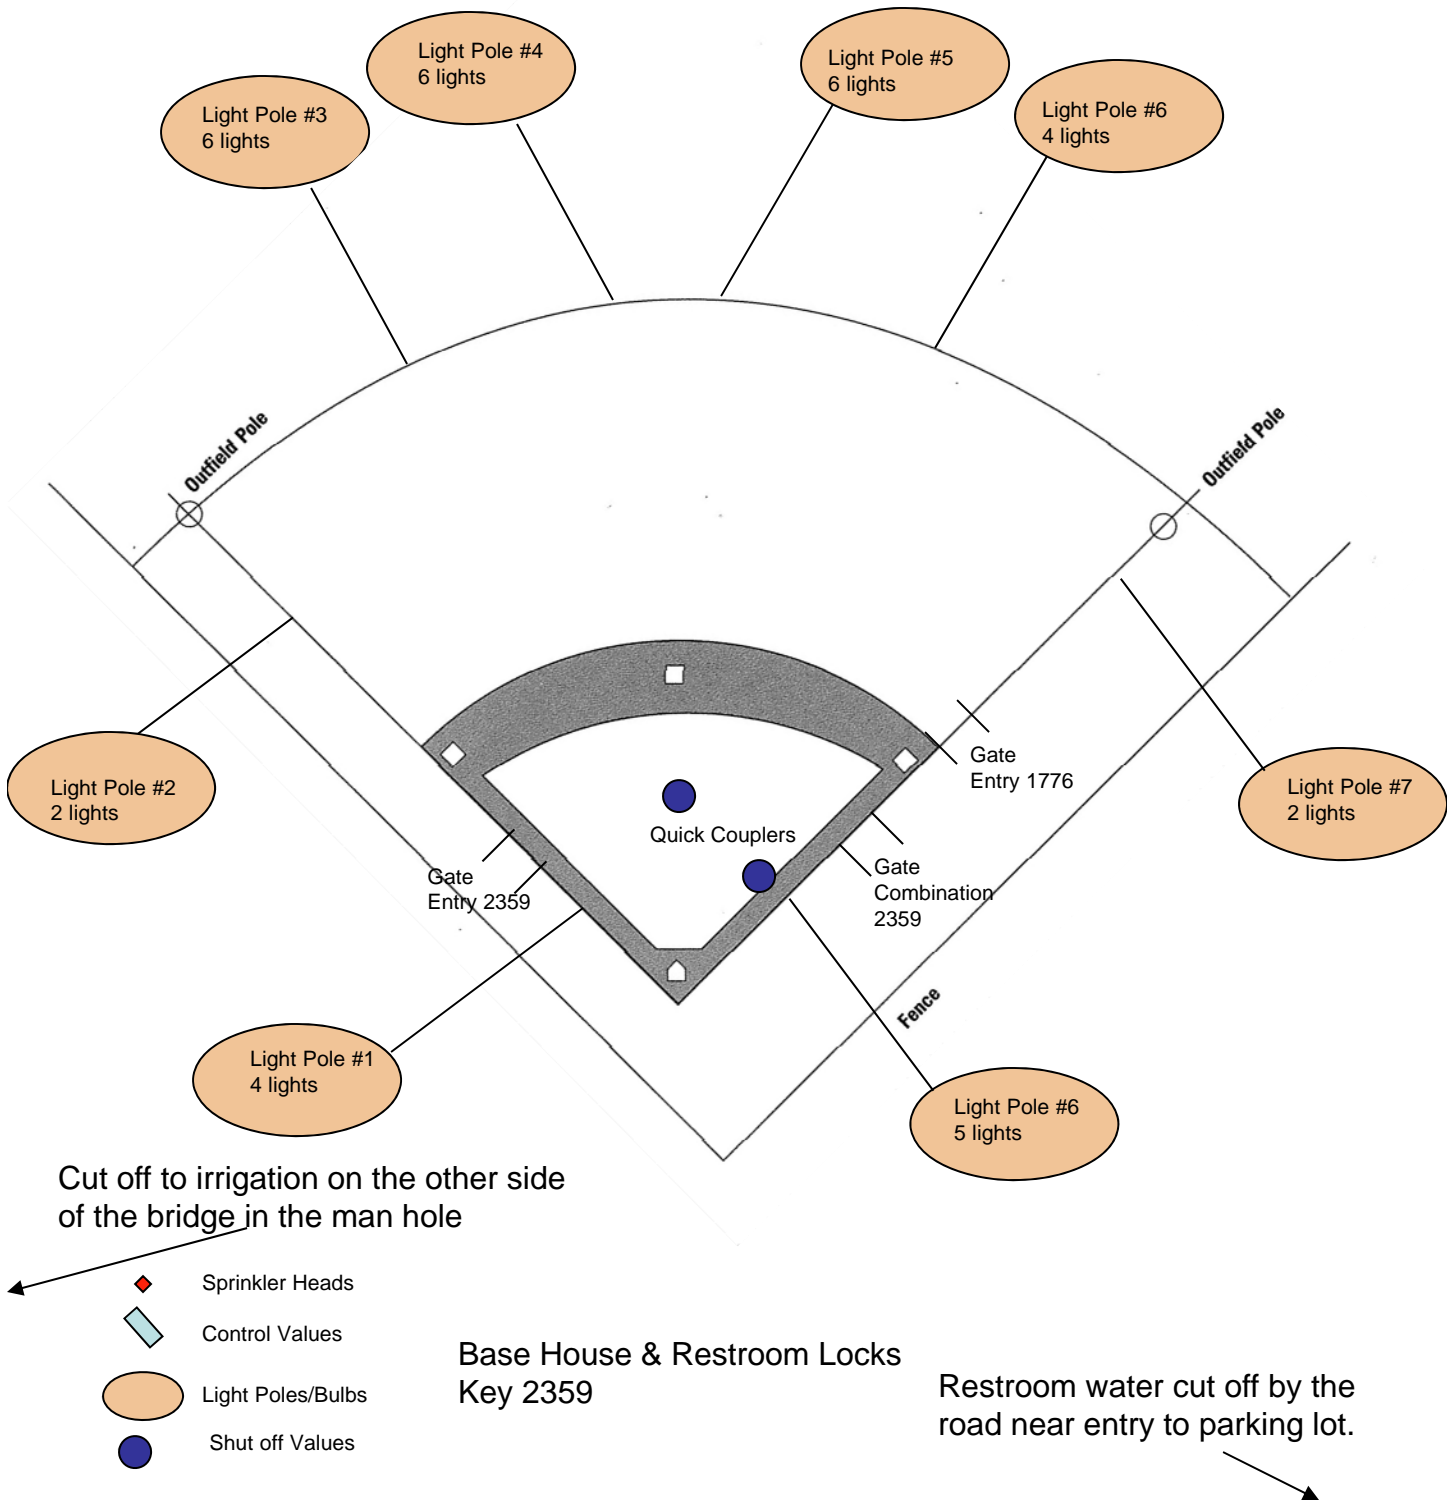 Light Pole #4
6 lights
Light Pole #5
6 lights
Light Pole #3
6 lights
Light Pole #6
4 lights
Outfield Pole
Outfield Pole
Light Pole #2
2 lights
Gate
Entry 1776
Light Pole #7
2 lights
Quick Couplers
Gate
Entry 2359
Gate
Combination
2359
Fence
Light Pole #1
4 lights
Light Pole #6
5 lights
Cut off to irrigation on the other side
of the bridge in the man hole
Sprinkler Heads
Control Values
Light Poles/Bulbs
Shut off Values
Base House & Restroom Locks
Key 2359
Restroom water cut off by the
road near entry to parking lot.